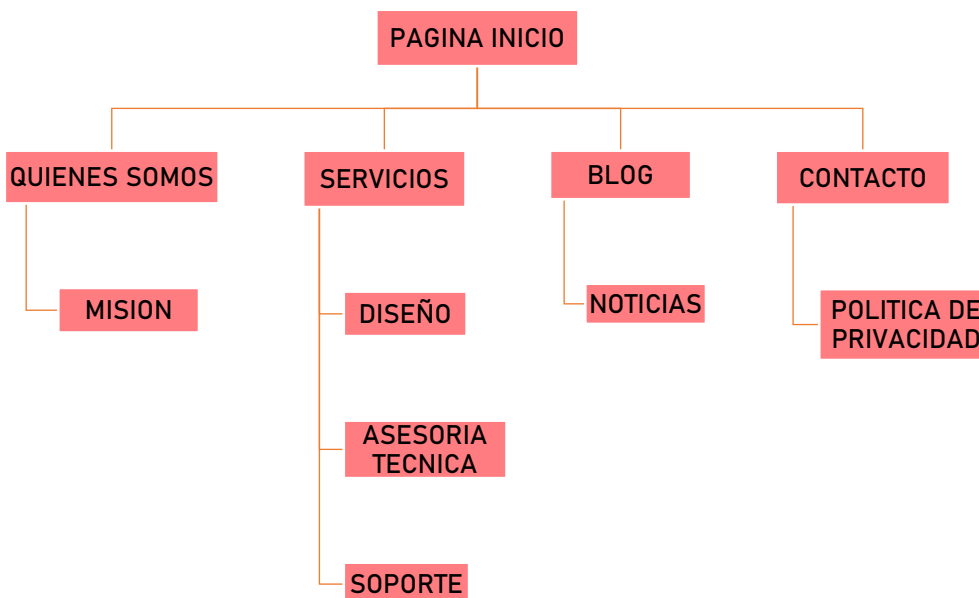 PAGINA INICIO
QUIENES SOMOS
SERVICIOS
BLOG
CONTACTO
MISION
DISEÑO
NOTICIAS
POLITICA DE
PRIVACIDAD
ASESORIA
TECNICA
SOPORTE